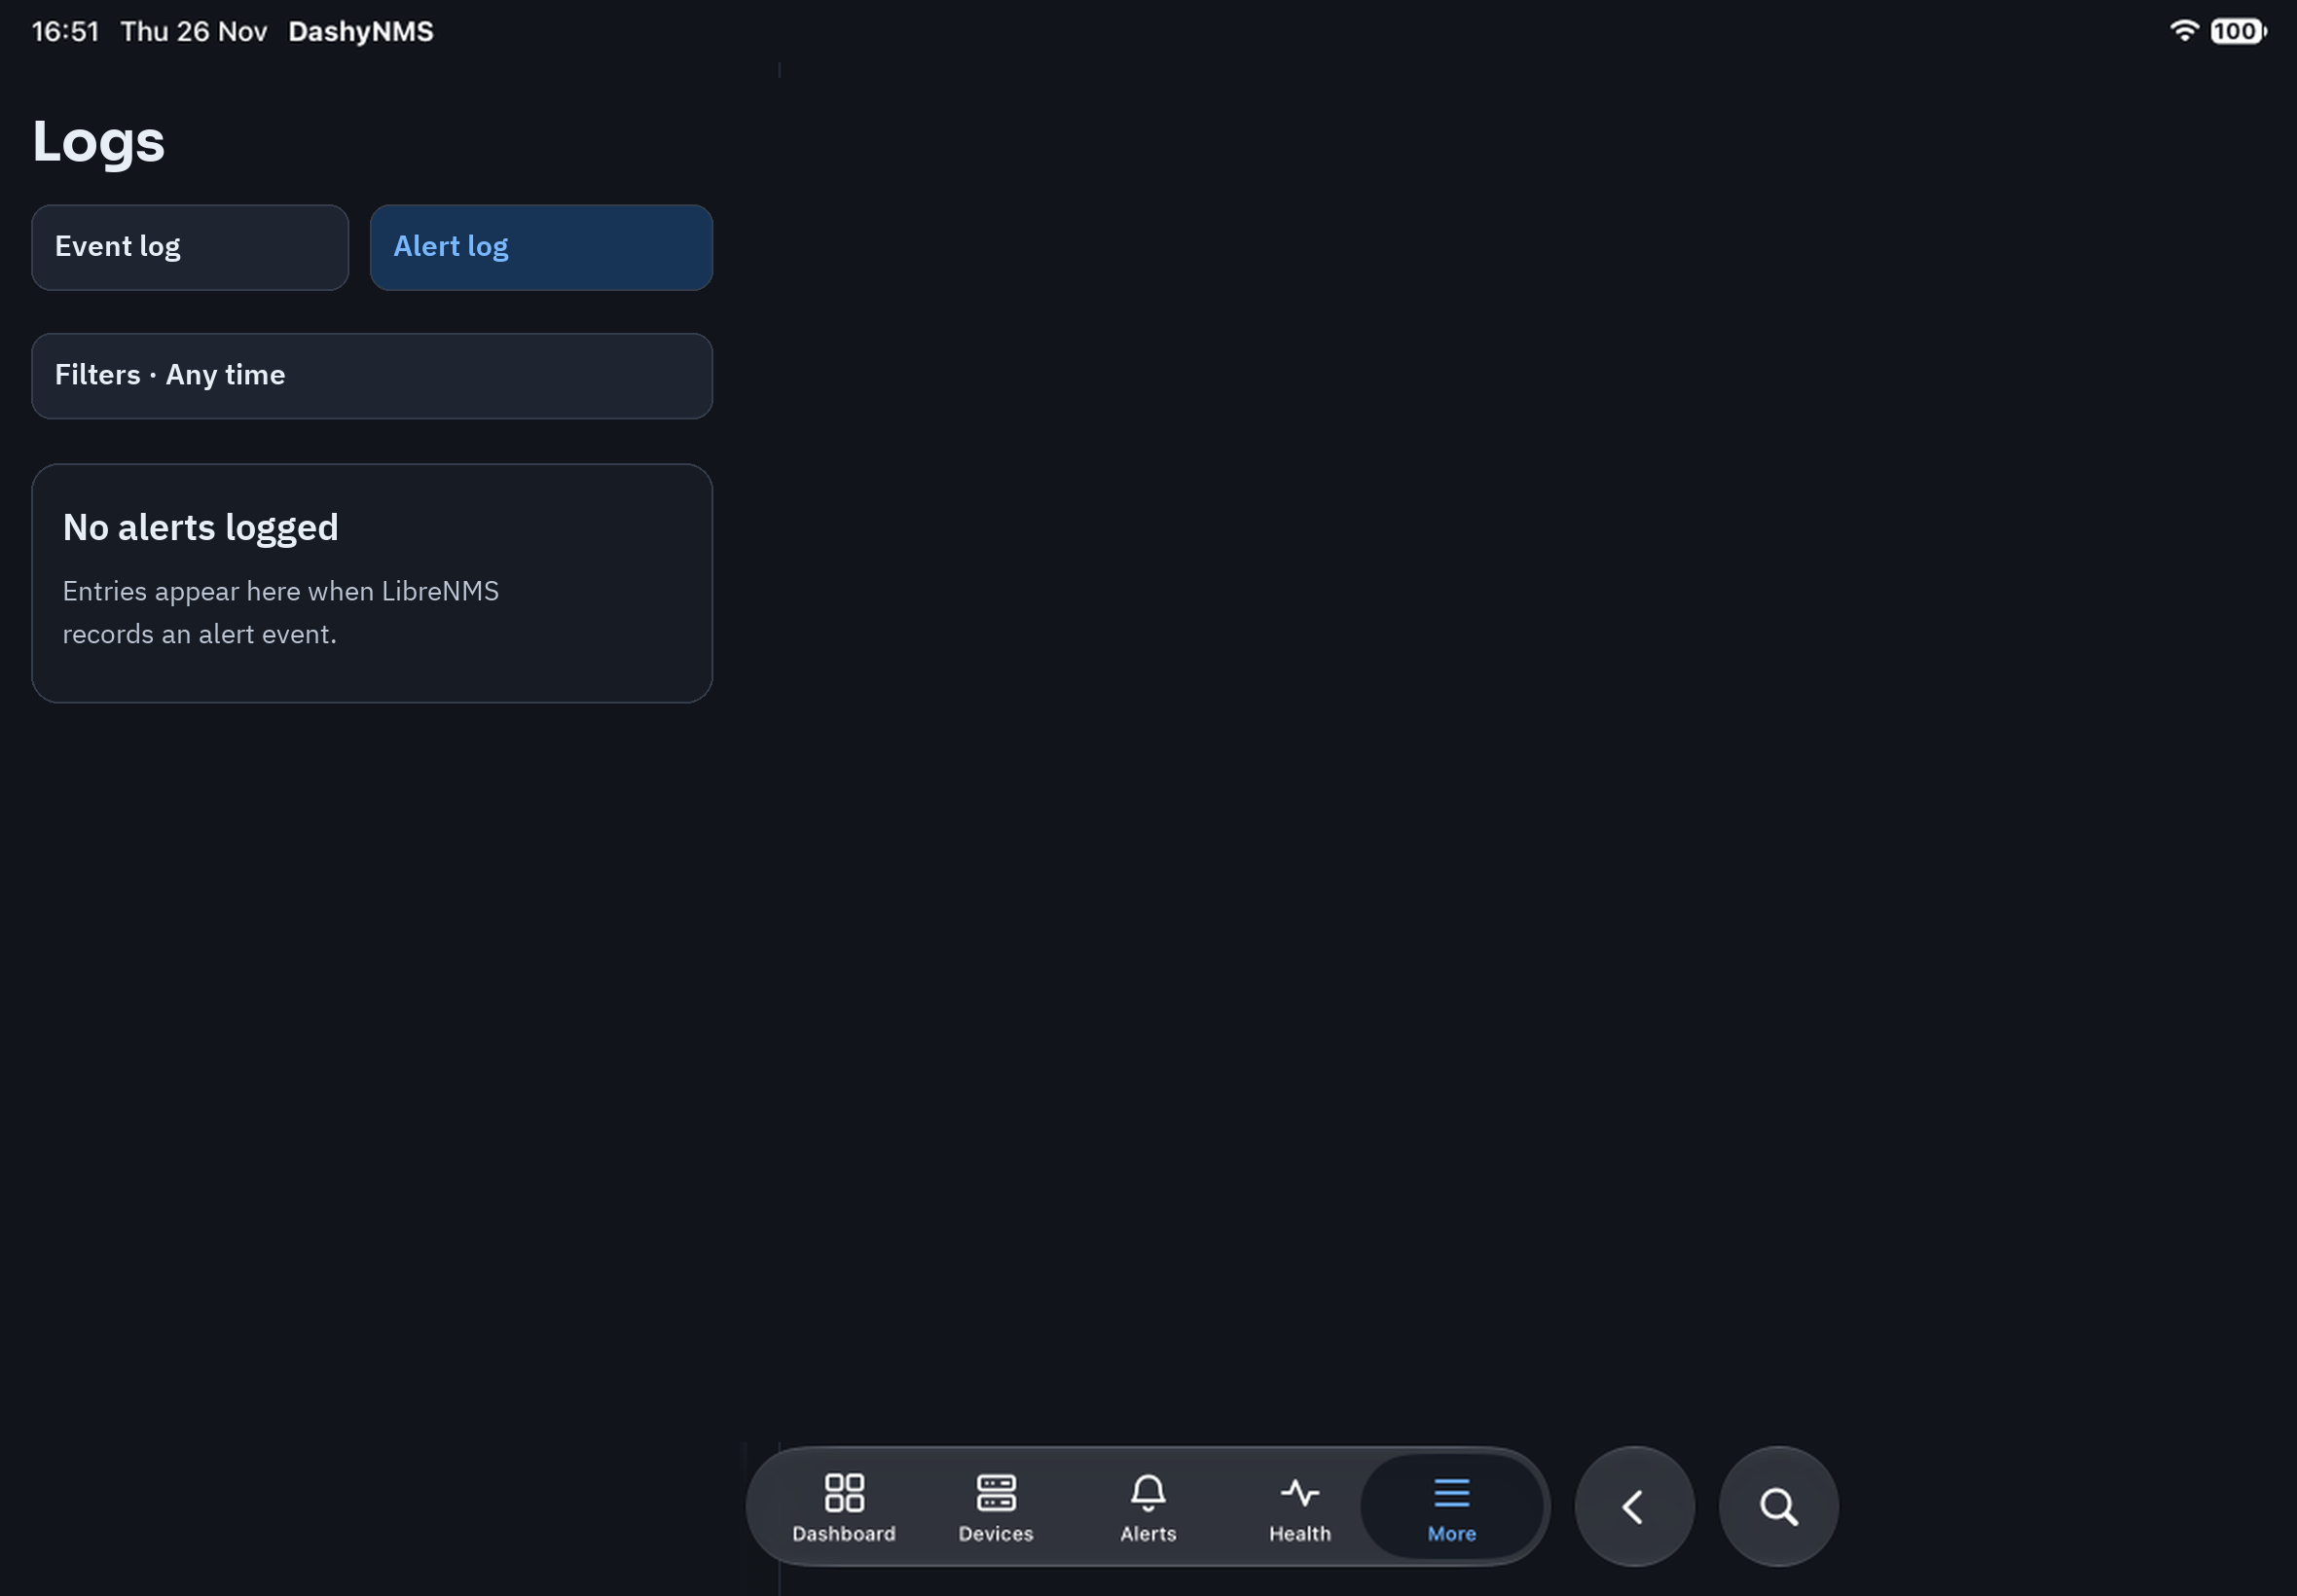 16:51 Thu 26 Nov DashyNMS
100
Logs
Event log
Alert log
Filters · Any time
No alerts logged
Entries appear here when LibreNMS
records an alert event.
Dashboard
Devices
Alerts
Health
More